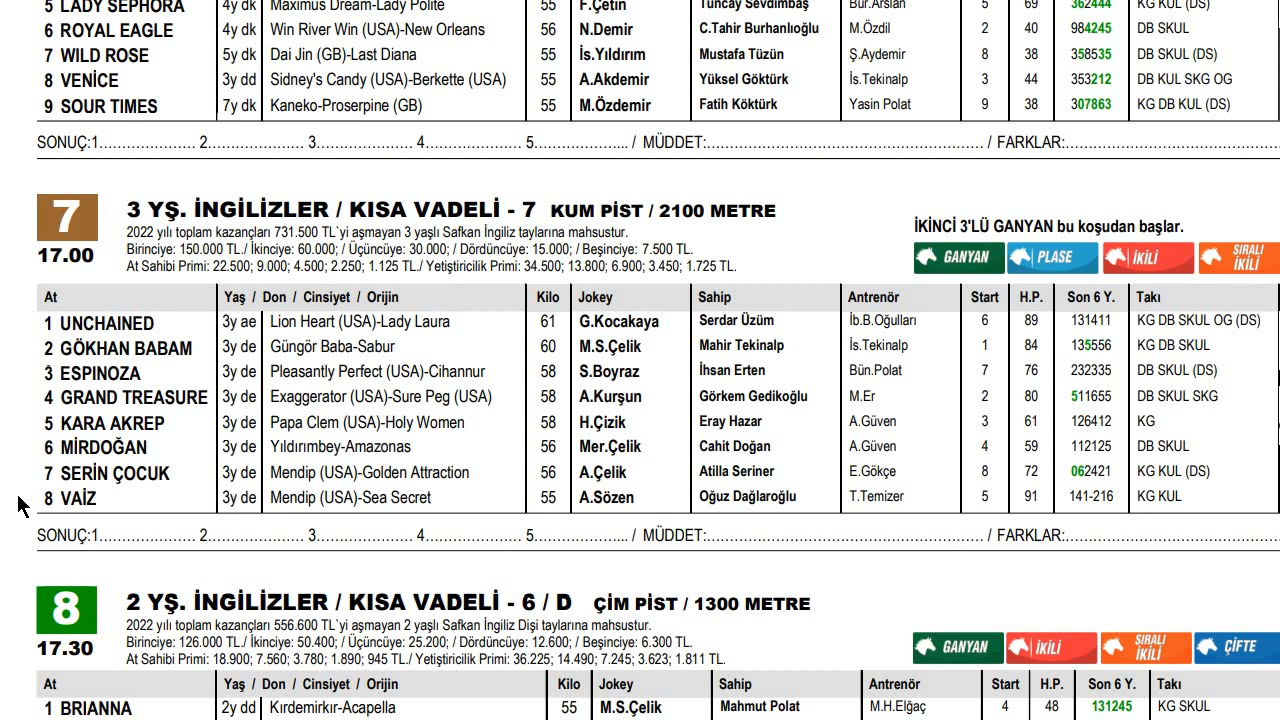 5 LADY SEPHORA 4y dk Maximus Dream-Lady Polite 55 F.Çetin Tuncay Sevdimbaş Bur.Arslan 5 69 362444 KG KUL (DS)
6 ROYAL EAGLE 4y dk Win River Win (USA)-New Orleans 56 N.Demir C.Tahir Burhanlıoğlu M.Özdil 2 40 984245 DB SKUL
7 WILD ROSE 5y dk Dai Jin (GB)-Last Diana 55 İs.Yıldırım Mustafa Tüzün Ş.Aydemir 8 38 358535 DB SKUL (DS)
8 VENİCE 3y dd Sidney's Candy (USA)-Berkette (USA) 55 A.Akdemir Yüksel Göktürk İs.Tekinalp 3 44 353212 DB KUL SKG OG
9 SOUR TIMES 7y dk Kaneko-Proserpine (GB) 55 M.Özdemir Fatih Köktürk Yasin Polat 9 38 307863 KG DB KUL (DS)
SONUÇ:1...................... 2...................... 3...................... 4...................... 5..................... / MÜDDET:................................................................ / FARKLAR:.................................................
7 3 YŞ. İNGİLİZLER / KISA VADELİ - 7 KUM PİST / 2100 METRE
17.00
2022 yılı toplam kazançları 731.500 TL`yi aşmayan 3 yaşlı Safkan İngiliz taylarına mahsustur.
Birinciye: 150.000 TL./ İkinciye: 60.000; / Üçüncüye: 30.000; / Dördüncüye: 15.000; / Beşinciye: 7.500 TL.
At Sahibi Primi: 22.500; 9.000; 4.500; 2.250; 1.125 TL./ Yetiştiricilik Primi: 34.500; 13.800; 6.900; 3.450; 1.725 TL.
İKİNCİ 3'LÜ GANYAN bu koşudan başlar.
GANYAN PLASE İKİLİ SIRALI İKİLİ
At Yaş / Don / Cinsiyet / Orijin Kilo Jokey Sahip Antrenör Start H.P. Son 6 Y. Takı
1 UNCHAINED 3y ae Lion Heart (USA)-Lady Laura 61 G.Kocakaya Serdar Üzüm İb.B.Oğulları 6 89 131411 KG DB SKUL OG (DS)
2 GÖKHAN BABAM 3y de Güngör Baba-Sabur 60 M.S.Çelik Mahir Tekinalp İs.Tekinalp 1 84 135556 KG DB SKUL
3 ESPINOZA 3y de Pleasantly Perfect (USA)-Cihannur 58 S.Boyraz İhsan Erten Bün.Polat 7 76 232335 DB SKUL (DS)
4 GRAND TREASURE 3y de Exaggerator (USA)-Sure Peg (USA) 58 A.Kurşun Görkem Gedikoğlu M.Er 2 80 511655 DB SKUL SKG
5 KARA AKREP 3y de Papa Clem (USA)-Holy Women 58 H.Çizik Eray Hazar A.Güven 3 61 126412 KG
6 MİRDOĞAN 3y de Yıldırımbey-Amazonas 56 Mer.Çelik Cahit Doğan A.Güven 4 59 112125 DB SKUL
7 SERİN ÇOCUK 3y de Mendip (USA)-Golden Attraction 56 A.Çelik Atilla Seriner E.Gökçe 8 72 062421 KG KUL (DS)
8 VAİZ 3y de Mendip (USA)-Sea Secret 55 A.Sözen Oğuz Dağlaroğlu T.Temizer 5 91 141-216 KG KUL
SONUÇ:1...................... 2...................... 3...................... 4...................... 5..................... / MÜDDET:................................................................ / FARKLAR:.................................................
8 2 YŞ. İNGİLİZLER / KISA VADELİ - 6 / D ÇİM PİST / 1300 METRE
17.30
2022 yılı toplam kazançları 556.600 TL`yi aşmayan 2 yaşlı Safkan İngiliz Dişi taylarına mahsustur.
Birinciye: 126.000 TL./ İkinciye: 50.400; / Üçüncüye: 25.200; / Dördüncüye: 12.600; / Beşinciye: 6.300 TL.
At Sahibi Primi: 18.900; 7.560; 3.780; 1.890; 945 TL./ Yetiştiricilik Primi: 36.225; 14.490; 7.245; 3.623; 1.811 TL.
GANYAN İKİLİ SIRALI İKİLİ ÇİFTE
At Yaş / Don / Cinsiyet / Orijin Kilo Jokey Sahip Antrenör Start H.P. Son 6 Y. Takı
1 BRIANNA 2y dd Kırdemirkır-Acapella 55 M.S.Çelik Mahmut Polat M.H.Elğaç 4 48 131245 KG SKUL